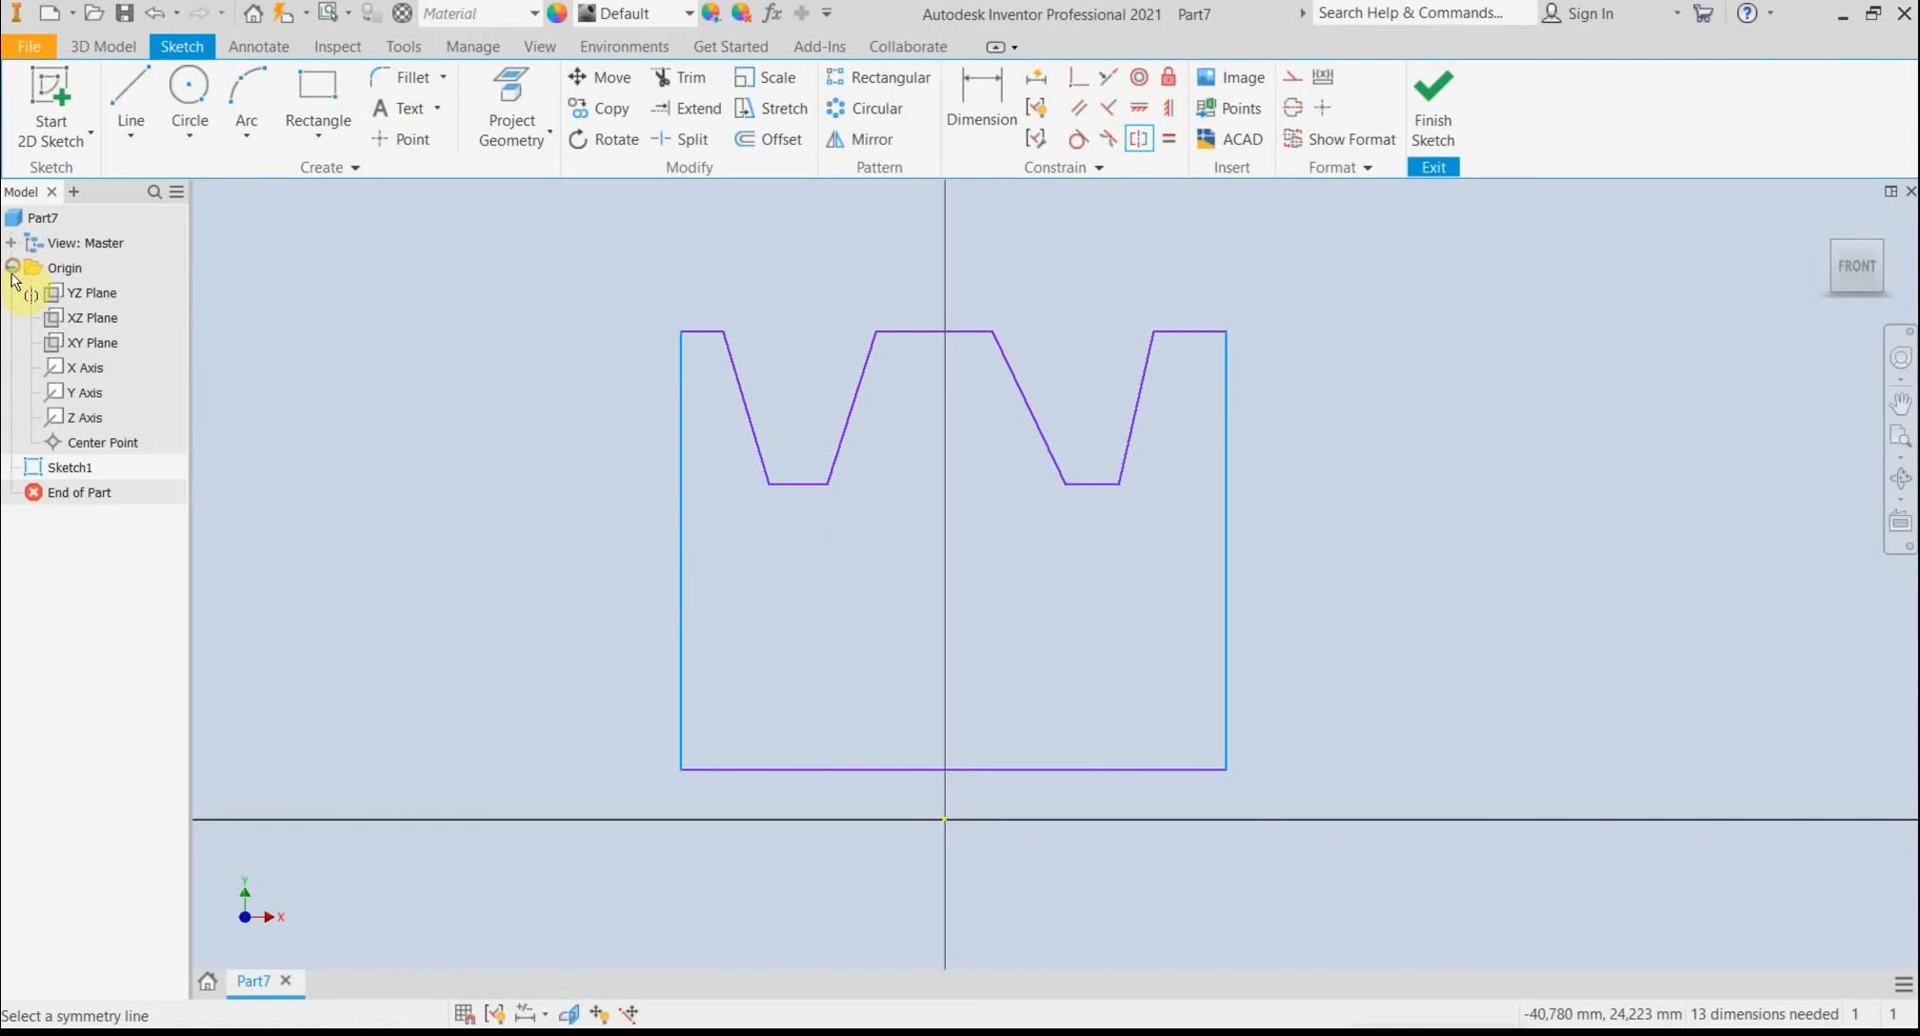 Material
Default
fx
Autodesk Inventor Professional 2021 Part7
Search Help & Commands...
Sign In
File
3D Model
Sketch
Annotate
Inspect
Tools
Manage
View
Environments
Get Started
Add-Ins
Collaborate
Start
2D Sketch
Sketch
Line
Circle
Arc
Rectangle
Fillet
Text
Point
Create
Project
Geometry
Move
Copy
Rotate
Trim
Extend
Split
Scale
Stretch
Offset
Modify
Rectangular
Circular
Mirror
Pattern
Dimension
Constrain
Image
Points
ACAD
Insert
Show Format
Format
Finish
Sketch
Exit
Model
Part7
View: Master
Origin
YZ Plane
XZ Plane
XY Plane
X Axis
Y Axis
Z Axis
Center Point
Sketch1
End of Part
FRONT
Y
X
Part7
Select a symmetry line
-40,780 mm, 24,223 mm 13 dimensions needed 1 1